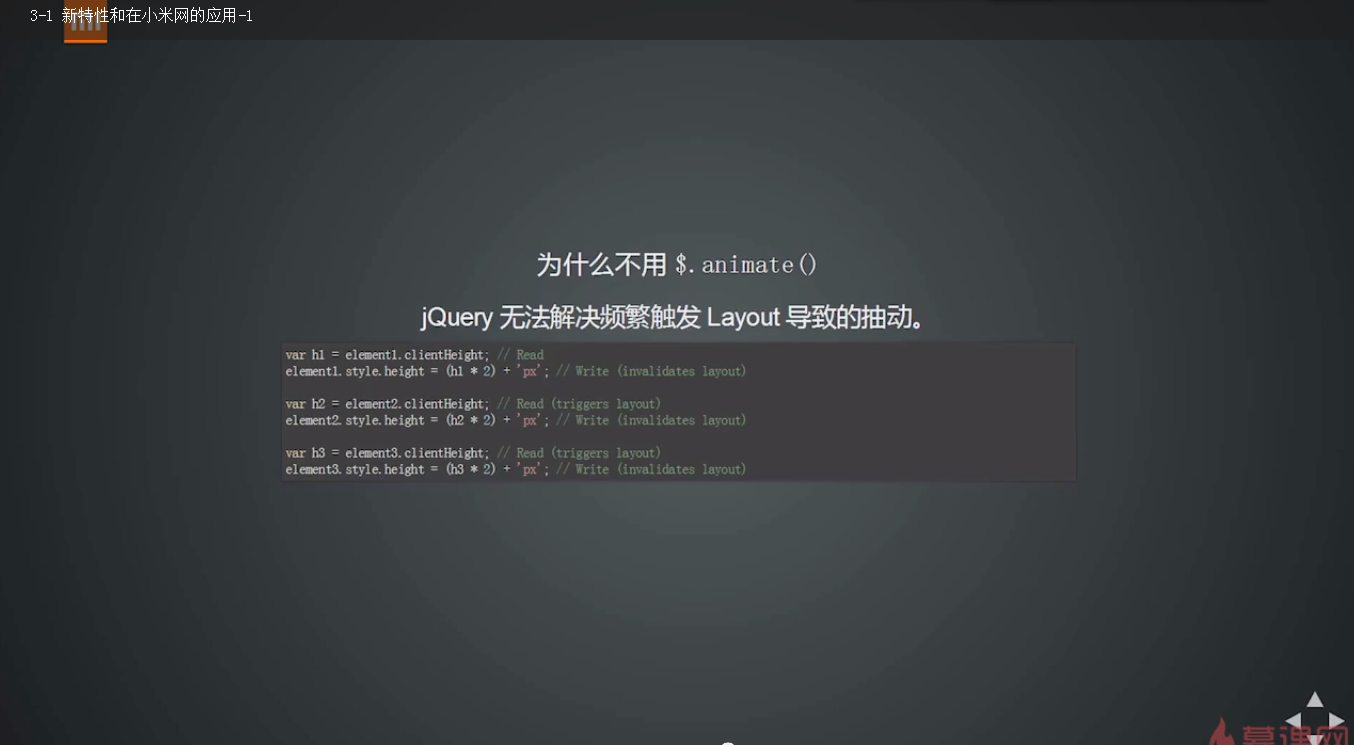 3-1 新特性和在小米网的应用-1
为什么不用 $.animate()
jQuery 无法解决频繁触发 Layout 导致的抽动。
var h1 = element1.clientHeight; // Read
element1.style.height = (h1 * 2) + 'px'; // Write (invalidates layout)
var h2 = element2.clientHeight; // Read (triggers layout)
element2.style.height = (h2 * 2) + 'px'; // Write (invalidates layout)
var h3 = element3.clientHeight; // Read (triggers layout)
element3.style.height = (h3 * 2) + 'px'; // Write (invalidates layout)
慕课网